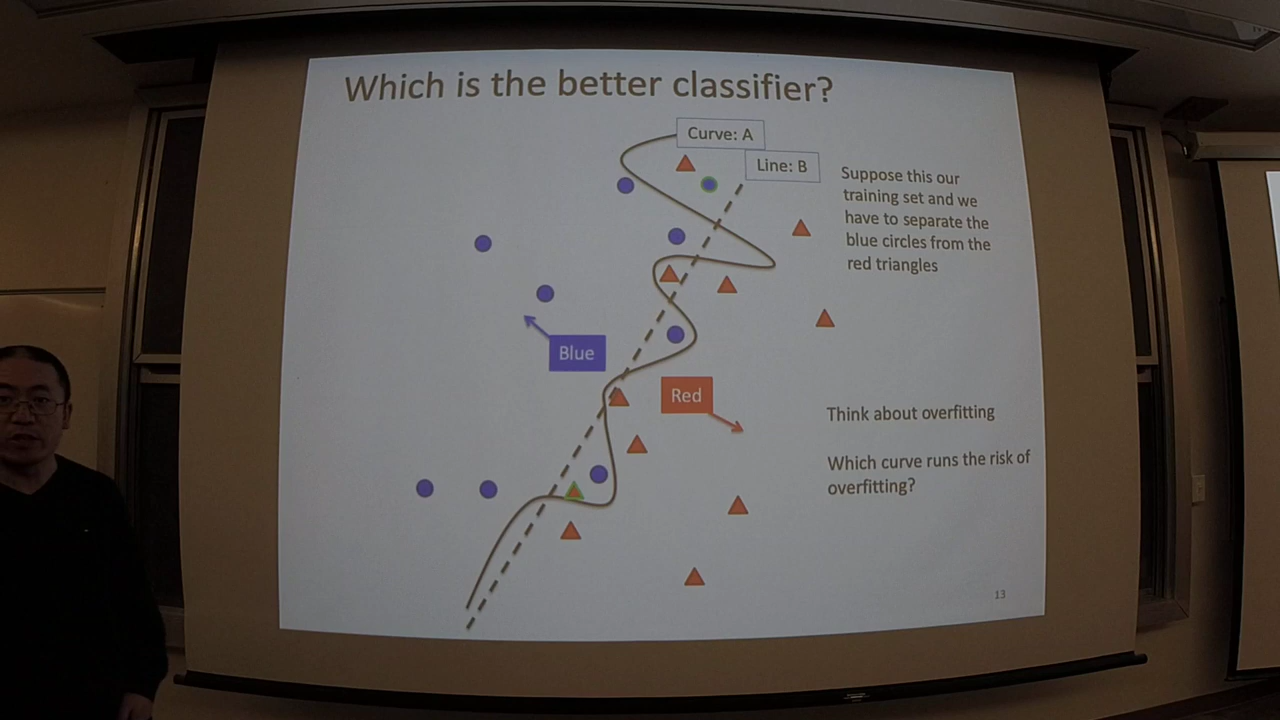 Which is the better classifier?
Curve: A
Line: B
Suppose this our
training set and we
have to separate the
blue circles from the
red triangles
Blue
Red
Think about overfitting
Which curve runs the risk of
overfitting?
13